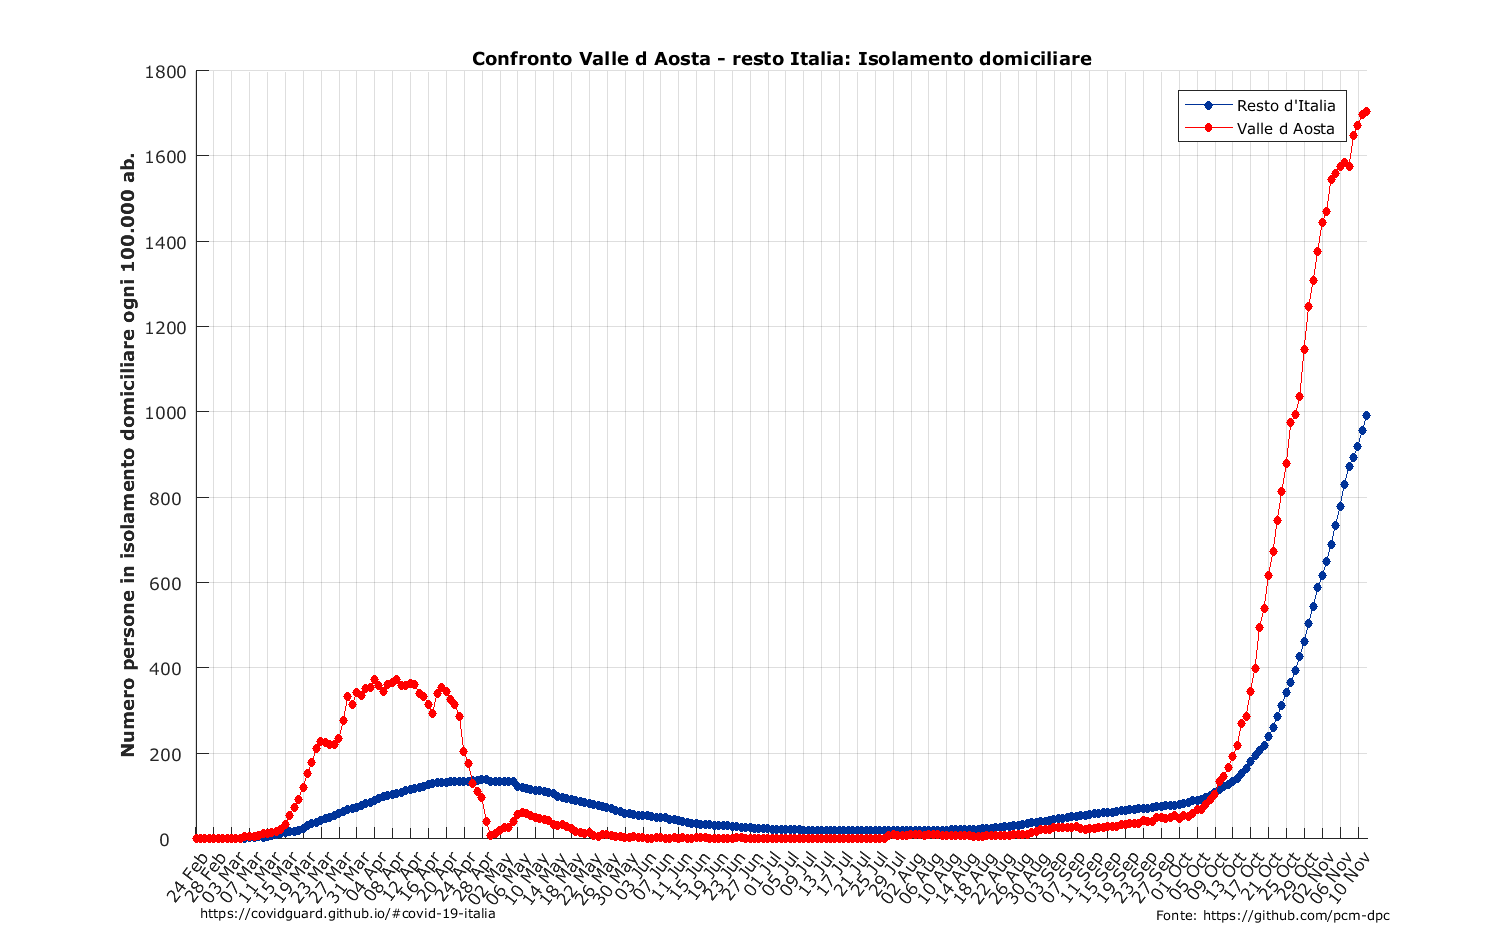 Confronto Valle d Aosta - resto Italia: Isolamento domiciliare
Numero persone in isolamento domiciliare ogni 100.000 ab.
1800
1600
1400
1200
1000
800
600
400
200
0
Resto d'Italia
Valle d Aosta
24 Feb
28 Feb
03 Mar
07 Mar
11 Mar
15 Mar
19 Mar
23 Mar
27 Mar
31 Mar
04 Apr
08 Apr
12 Apr
16 Apr
20 Apr
24 Apr
28 Apr
02 May
06 May
10 May
14 May
18 May
22 May
26 May
30 May
03 Jun
07 Jun
11 Jun
15 Jun
19 Jun
23 Jun
27 Jun
01 Jul
05 Jul
09 Jul
13 Jul
17 Jul
21 Jul
25 Jul
29 Jul
02 Aug
06 Aug
10 Aug
14 Aug
18 Aug
22 Aug
26 Aug
30 Aug
03 Sep
07 Sep
11 Sep
15 Sep
19 Sep
23 Sep
27 Sep
01 Oct
05 Oct
09 Oct
13 Oct
17 Oct
21 Oct
25 Oct
29 Oct
02 Nov
06 Nov
10 Nov
https://covidguard.github.io/#covid-19-italia
Fonte: https://github.com/pcm-dpc